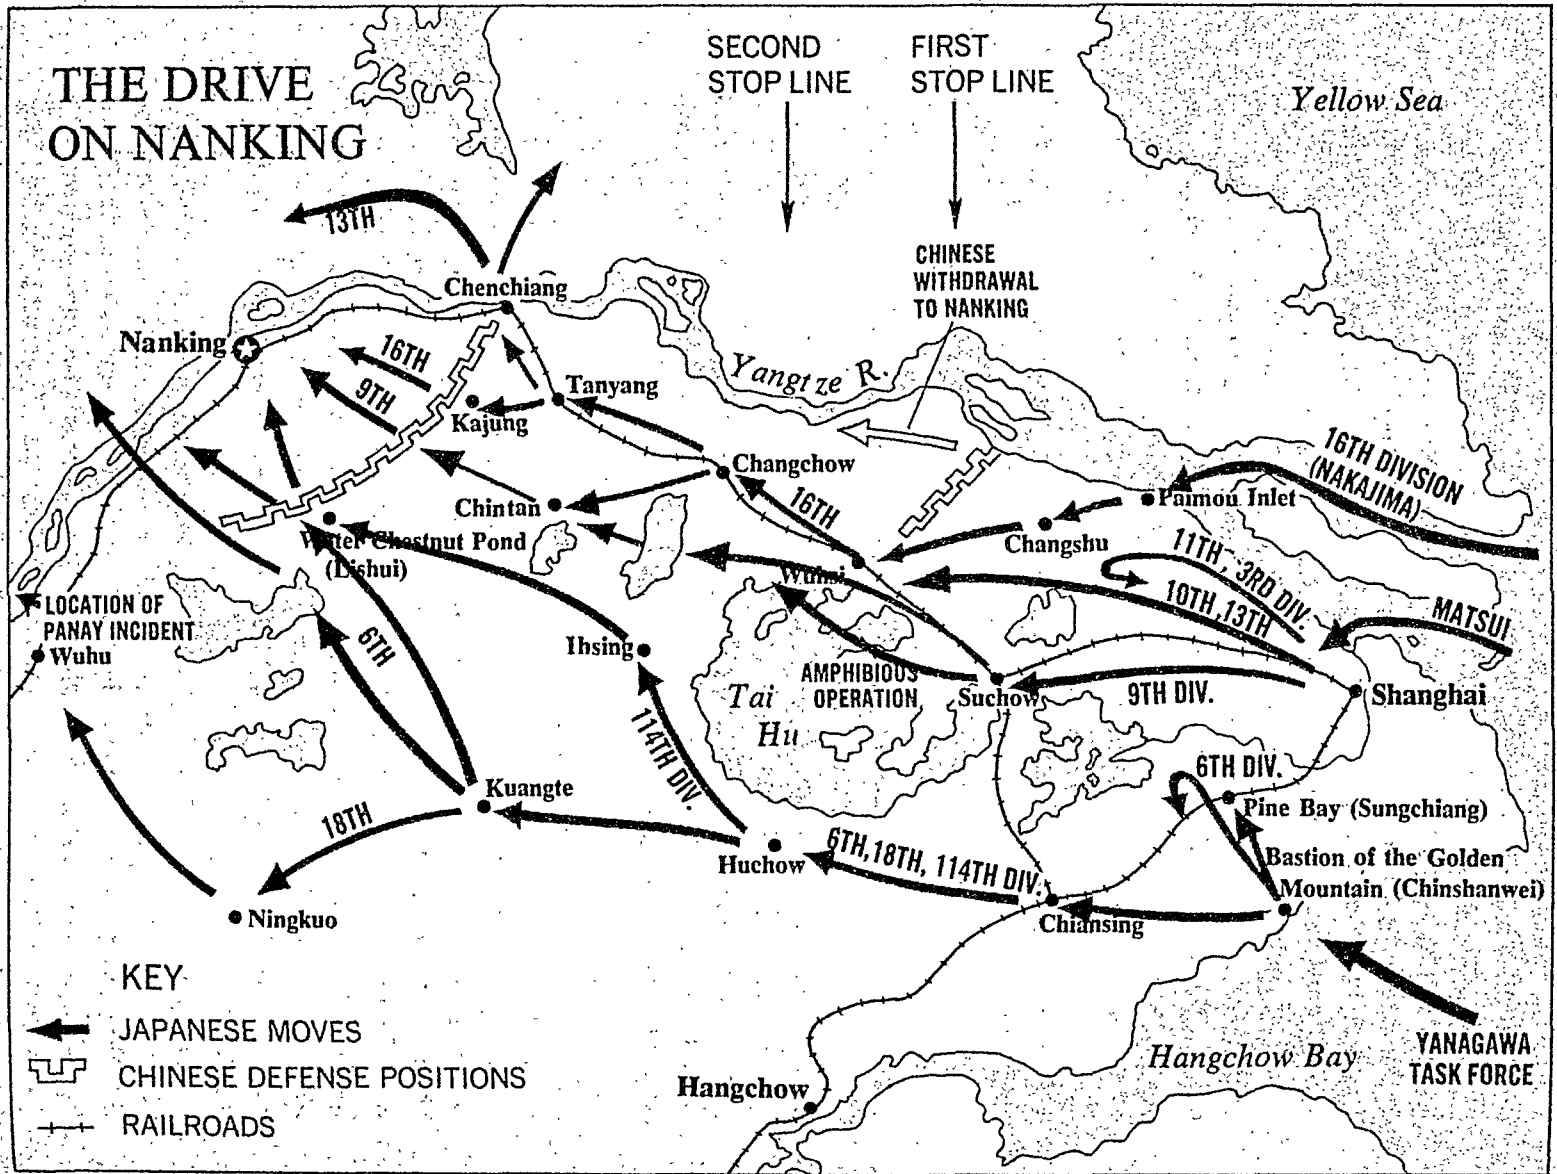 THE DRIVE
ON NANKING
SECOND
STOP LINE
FIRST
STOP LINE
Yellow Sea
13TH
CHINESE
WITHDRAWAL
TO NANKING
Chenchiang
Nanking
16TH
9TH
Tanyang
Kajung
Yangtze R.
Changchow
16TH DIVISION
(NAKAJIMA)
Chintan
16TH
Paimou Inlet
Changshu
Water Chestnut Pond
(Lishui)
Wuhsi
11TH, 3RD DIV.
10TH, 13TH
MATSUI
LOCATION OF
PANAY INCIDENT
Wuhu
6TH
Ihsing
AMPHIBIOUS
OPERATION
Tai
Hu
Suchow
9TH DIV.
Shanghai
114TH DIV.
6TH DIV.
Kuangte
Pine Bay (Sungchiang)
18TH
Huchow
6TH, 18TH, 114TH DIV.
Bastion of the Golden
Mountain (Chinshanwei)
Ningkuo
Chiansing
KEY
JAPANESE MOVES
CHINESE DEFENSE POSITIONS
RAILROADS
Hangchow
Hangchow Bay
YANAGAWA
TASK FORCE